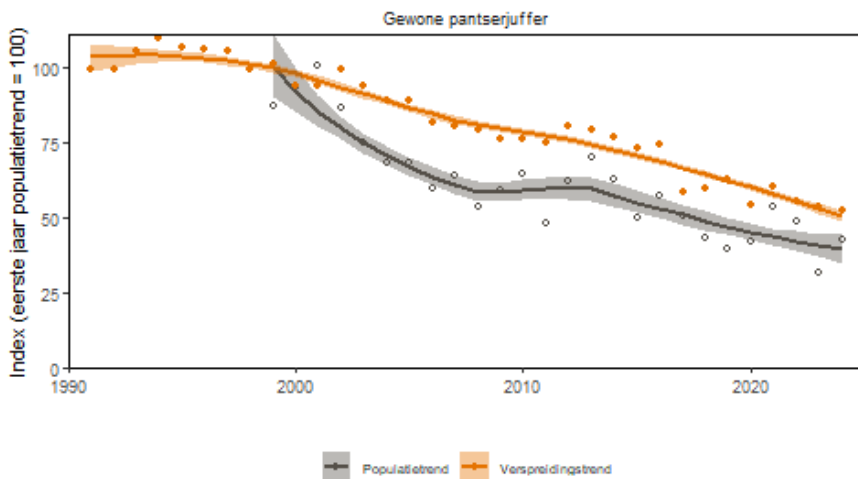 Gewone pantserjuffer
Index (eerste jaar populatietrend = 100)
100
75
50
25
0
1990
2000
2010
2020
Populatietrend
Verspreidingstrend